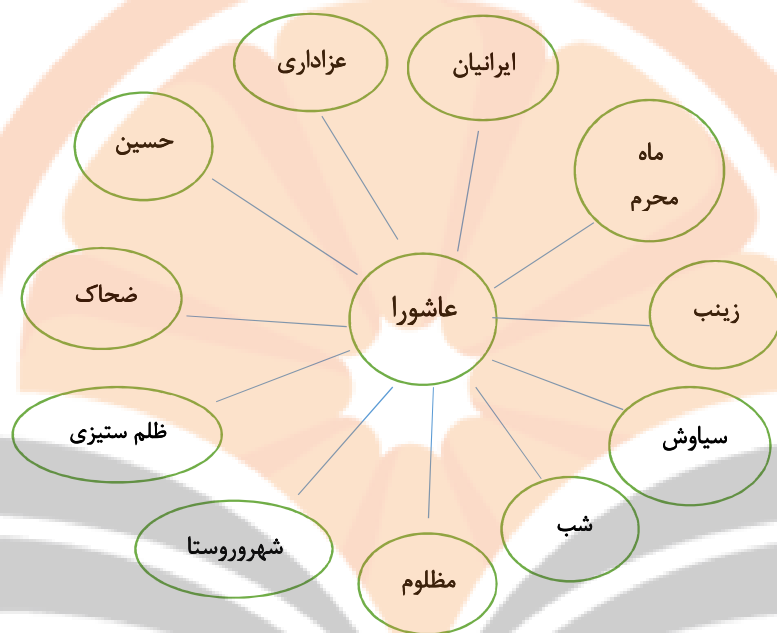 ایرانیان
عزاداری
ماه
محرم
حسین
زینب
عاشورا
ضحاک
سیاوش
ظلم ستیزی
شب
شهروروستا
مظلوم